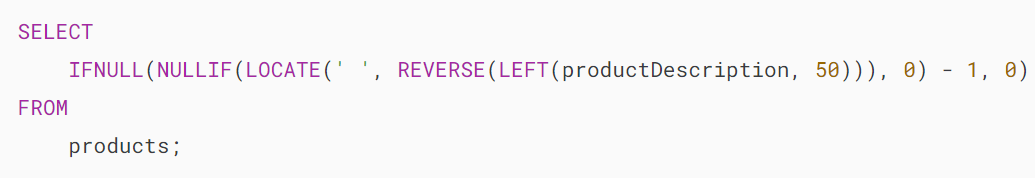 SELECT
    IFNULL(NULLIF(LOCATE(' ', REVERSE(LEFT(productDescription, 50))), 0) - 1, 0)
FROM
    products;